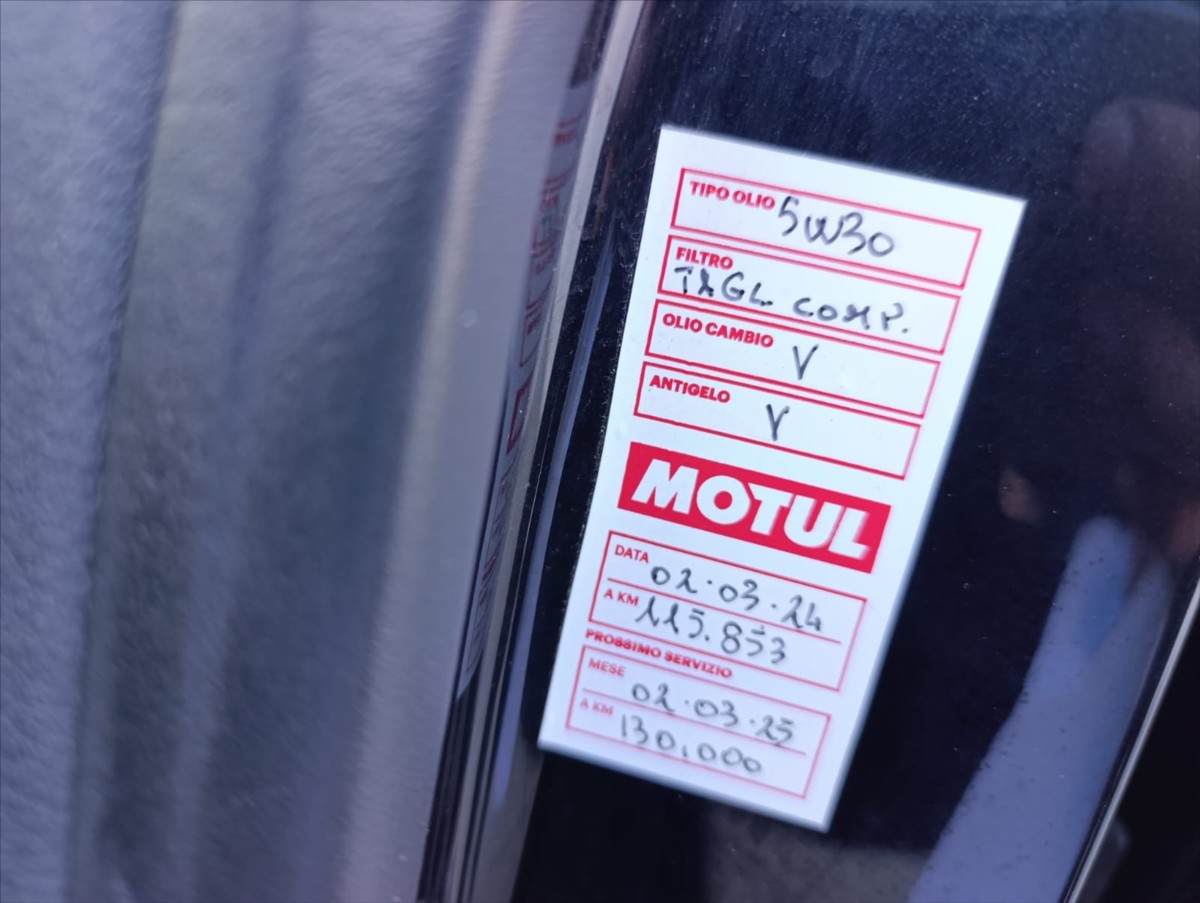 TIPO OLIO 5W30
FILTRO
TAGL COMP.
OLIO CAMBIO V
ANTIGELO V
MOTUL
DATA 02.03.24
A KM 115.853
PROSSIMO SERVIZIO
MESE 02.03.25
A KM 130.000